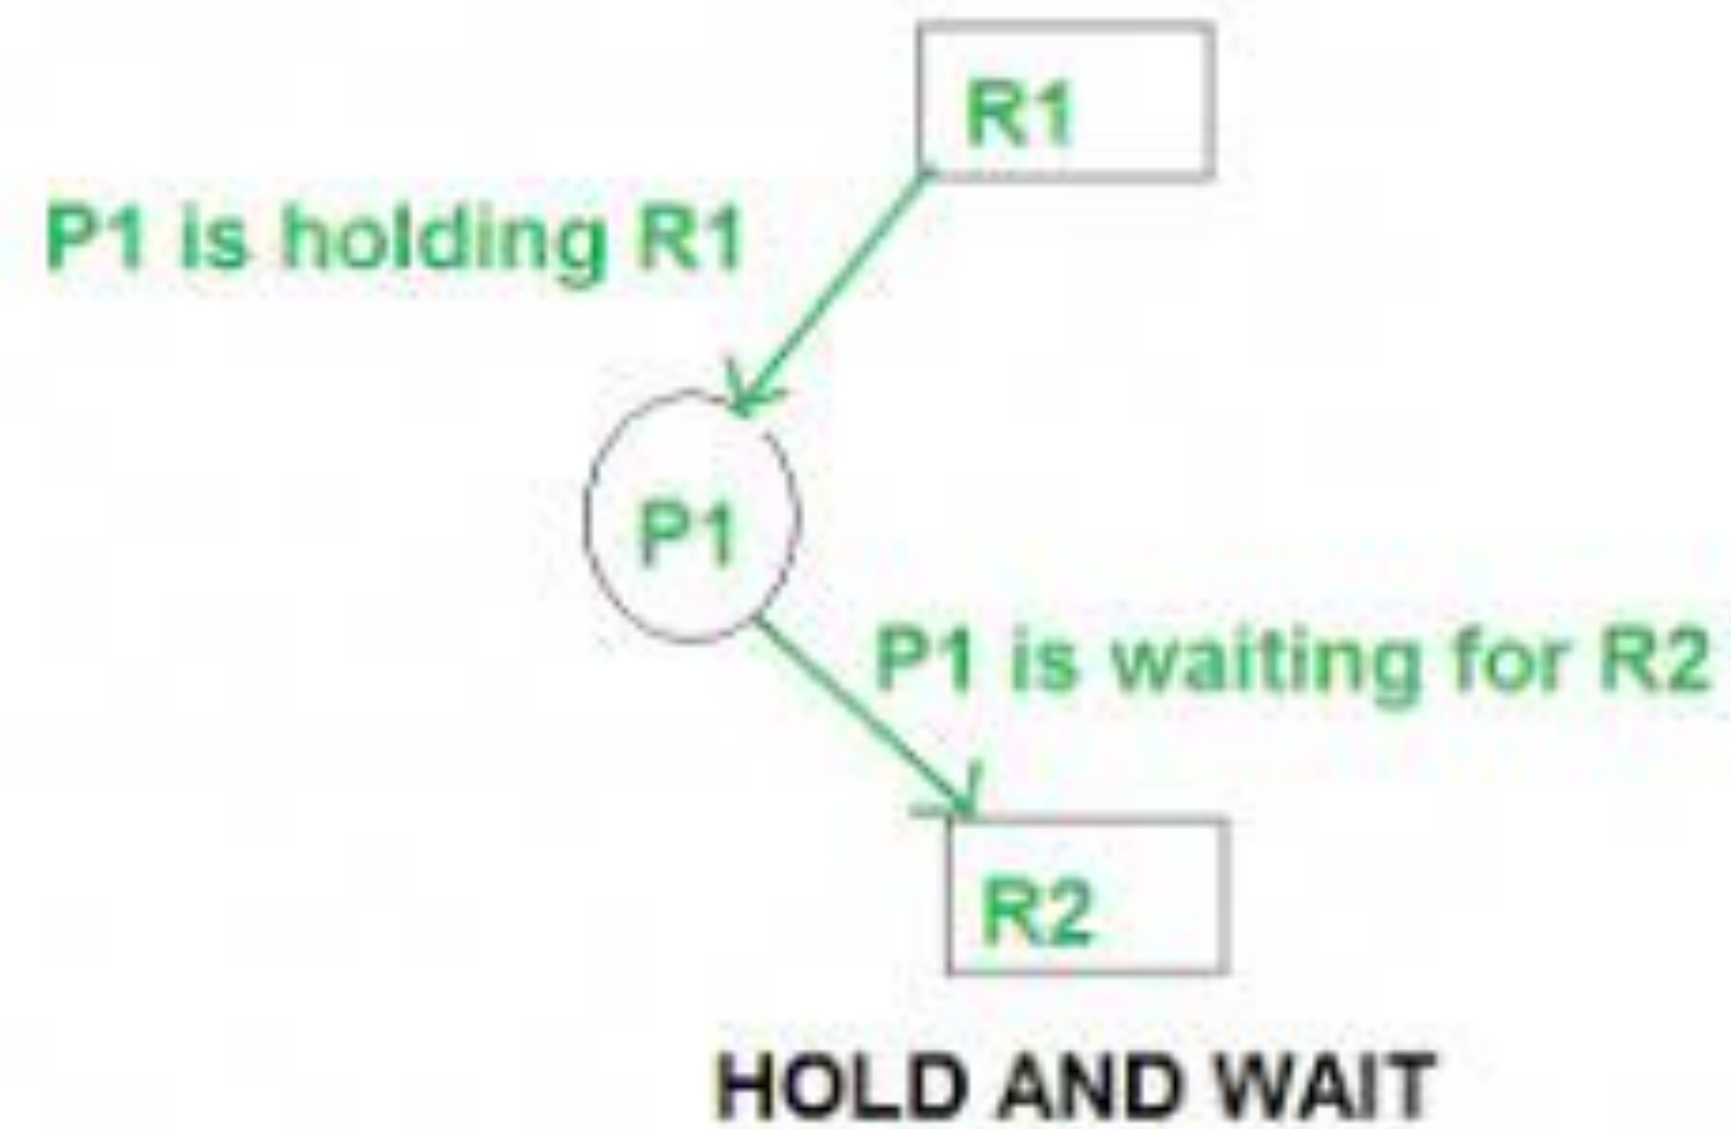 R1
P1 is holding R1
P1
P1 is waiting for R2
R2
HOLD AND WAIT